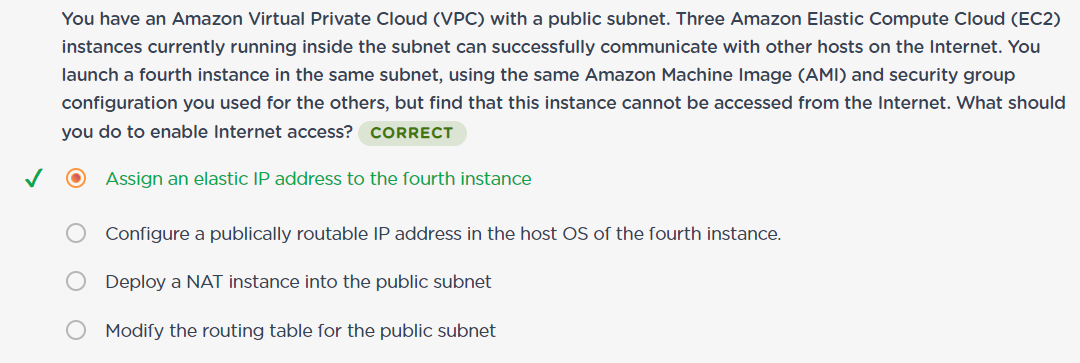 You have an Amazon Virtual Private Cloud (VPC) with a public subnet. Three Amazon Elastic Compute Cloud (EC2)
instances currently running inside the subnet can successfully communicate with other hosts on the Internet. You
launch a fourth instance in the same subnet, using the same Amazon Machine Image (AMI) and security group
configuration you used for the others, but find that this instance cannot be accessed from the Internet. What should
you do to enable Internet access? CORRECT
Assign an elastic IP address to the fourth instance
Configure a publically routable IP address in the host OS of the fourth instance.
Deploy a NAT instance into the public subnet
Modify the routing table for the public subnet